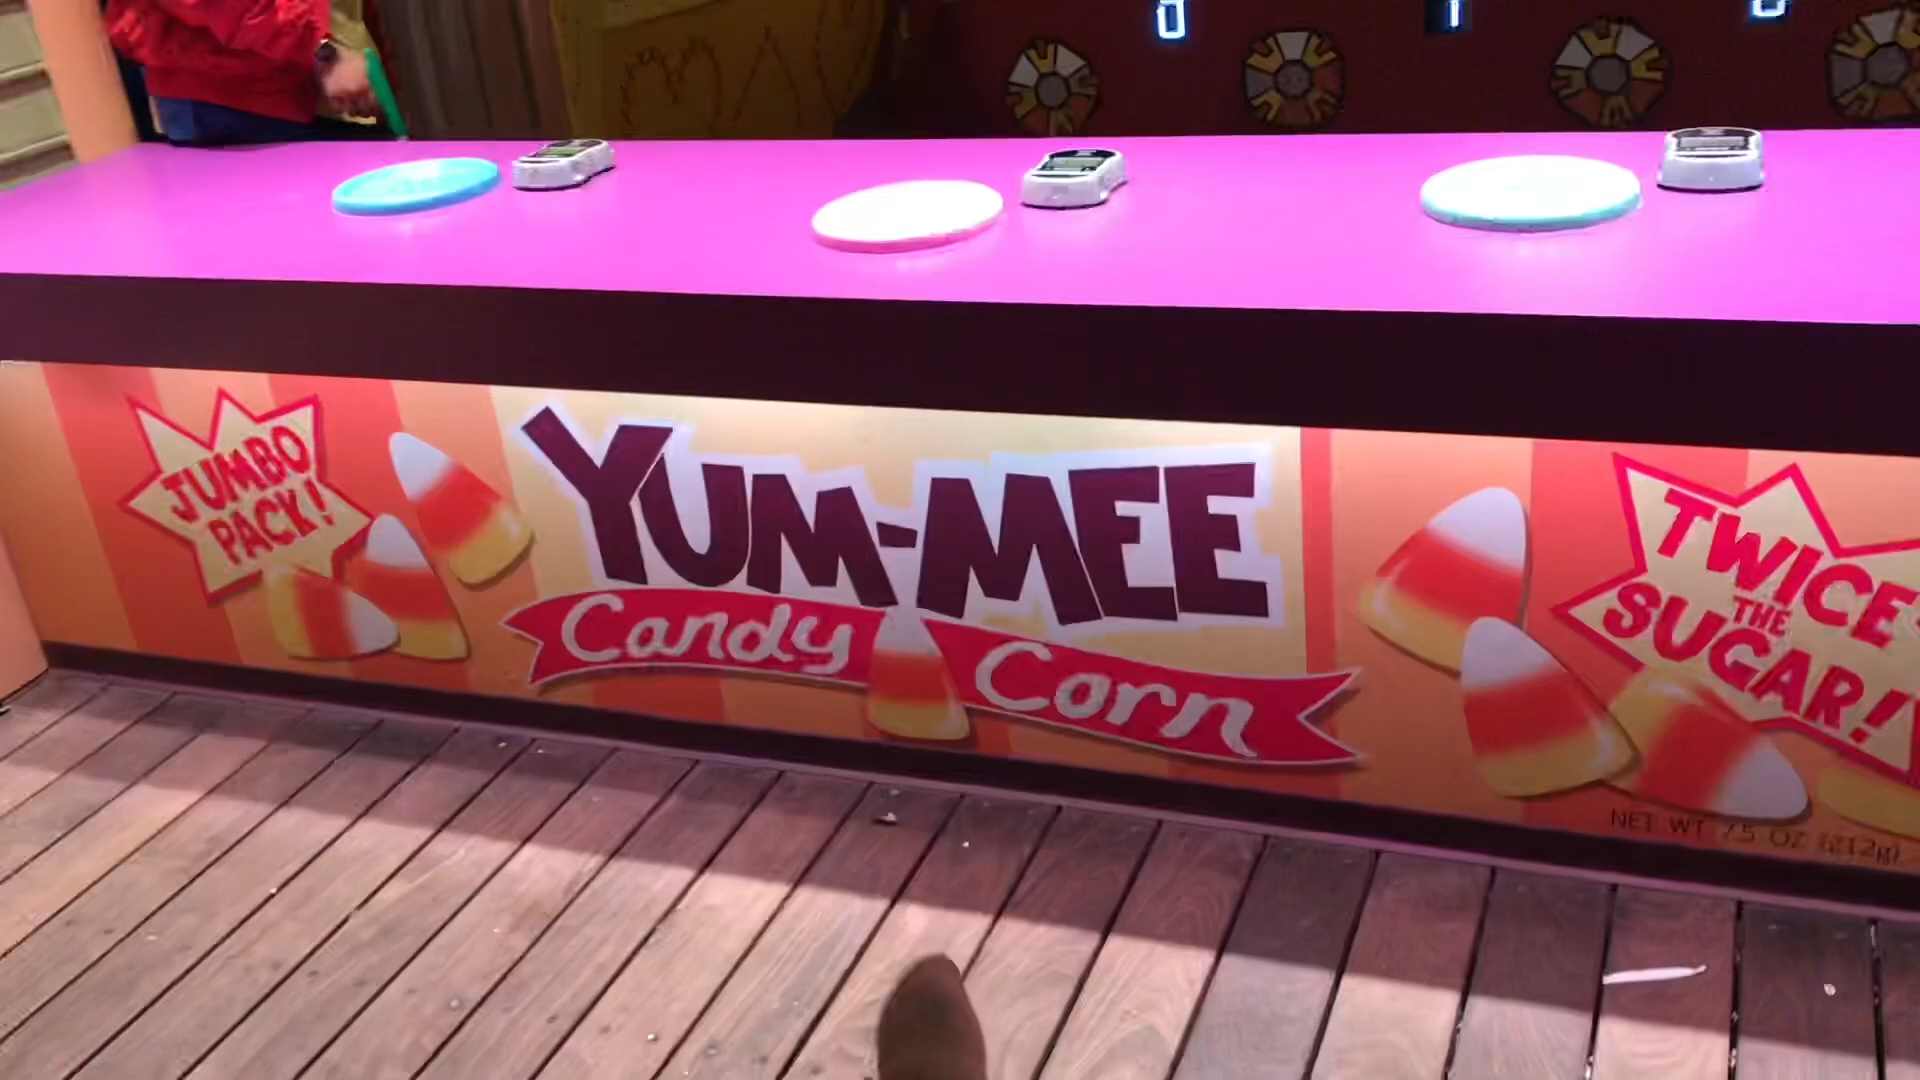 JUMBO
PACK!
YUM-MEE
Candy Corn
TWICE
THE
SUGAR!
NET WT 7.5 OZ (212g)